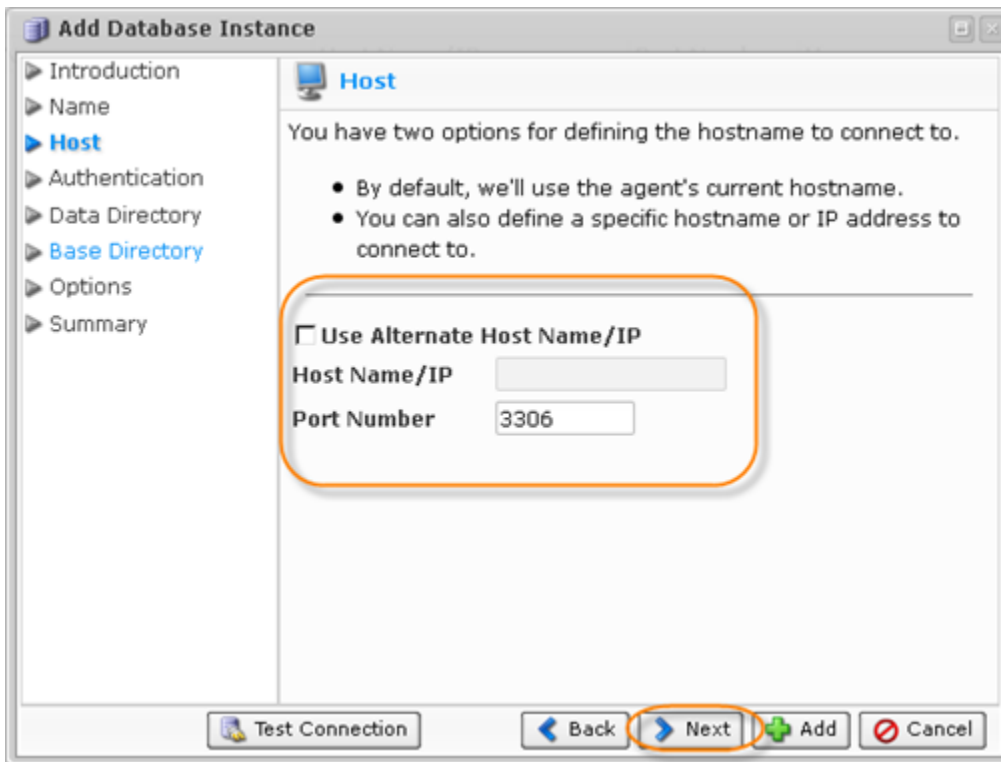 Add Database Instance
Introduction
Name
Host
Authentication
Data Directory
Base Directory
Options
Summary
Host
You have two options for defining the hostname to connect to.
By default, we'll use the agent's current hostname.
You can also define a specific hostname or IP address to
connect to.
Use Alternate Host Name/IP
Host Name/IP
Port Number 3306
Test Connection Back Next Add Cancel